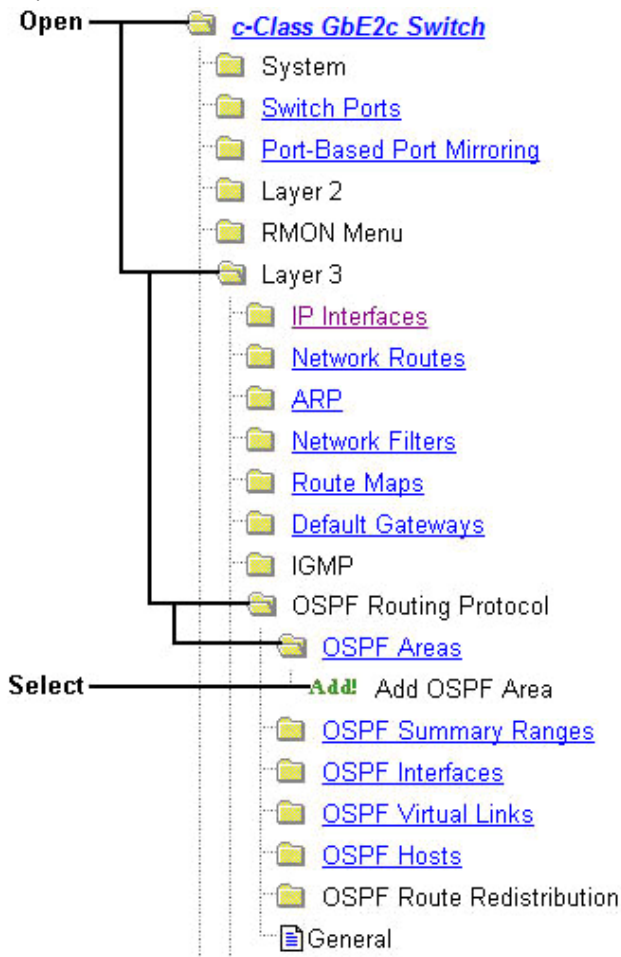 Open c-Class GbE2c Switch
System
Switch Ports
Port-Based Port Mirroring
Layer 2
RMON Menu
Layer 3
IP Interfaces
Network Routes
ARP
Network Filters
Route Maps
Default Gateways
IGMP
OSPF Routing Protocol
OSPF Areas
Select Add! Add OSPF Area
OSPF Summary Ranges
OSPF Interfaces
OSPF Virtual Links
OSPF Hosts
OSPF Route Redistribution
General